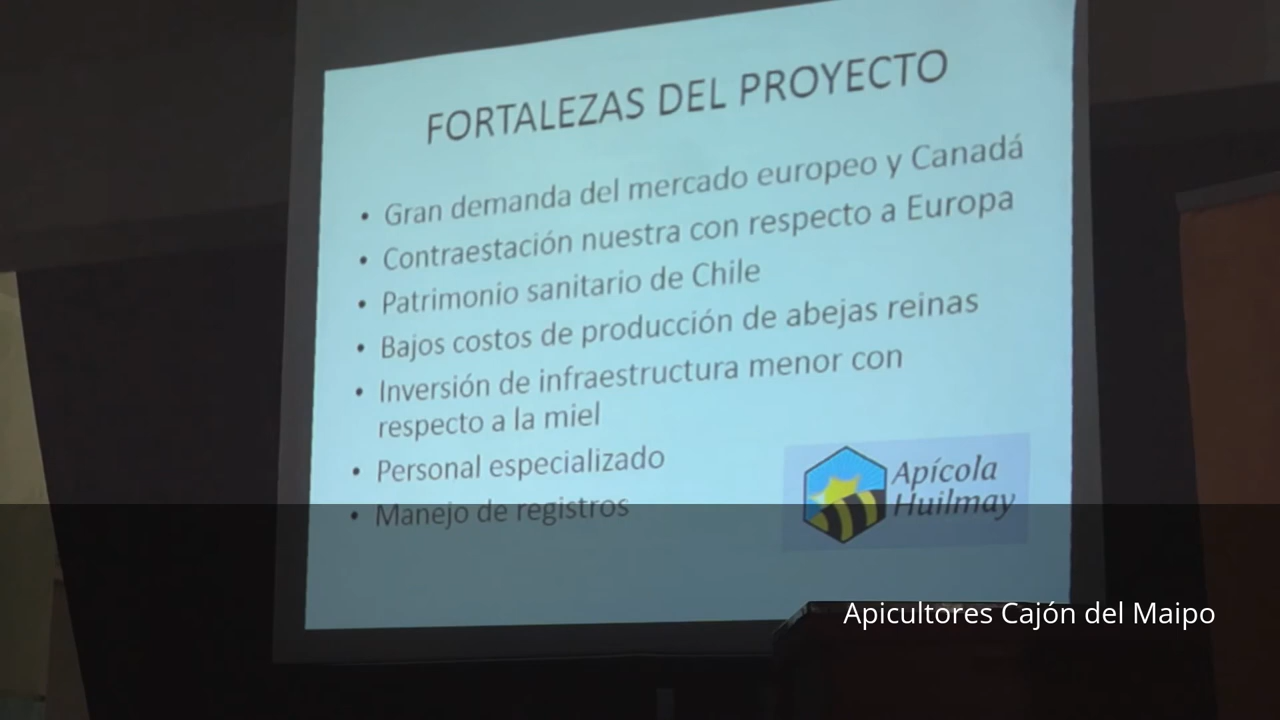 FORTALEZAS DEL PROYECTO
• Gran demanda del mercado europeo y Canadá
• Contraestación nuestra con respecto a Europa
• Patrimonio sanitario de Chile
• Bajos costos de producción de abejas reinas
• Inversión de infraestructura menor con
respecto a la miel
• Personal especializado
• Manejo de registros
Apícola
Huilmay
Apicultores Cajón del Maipo